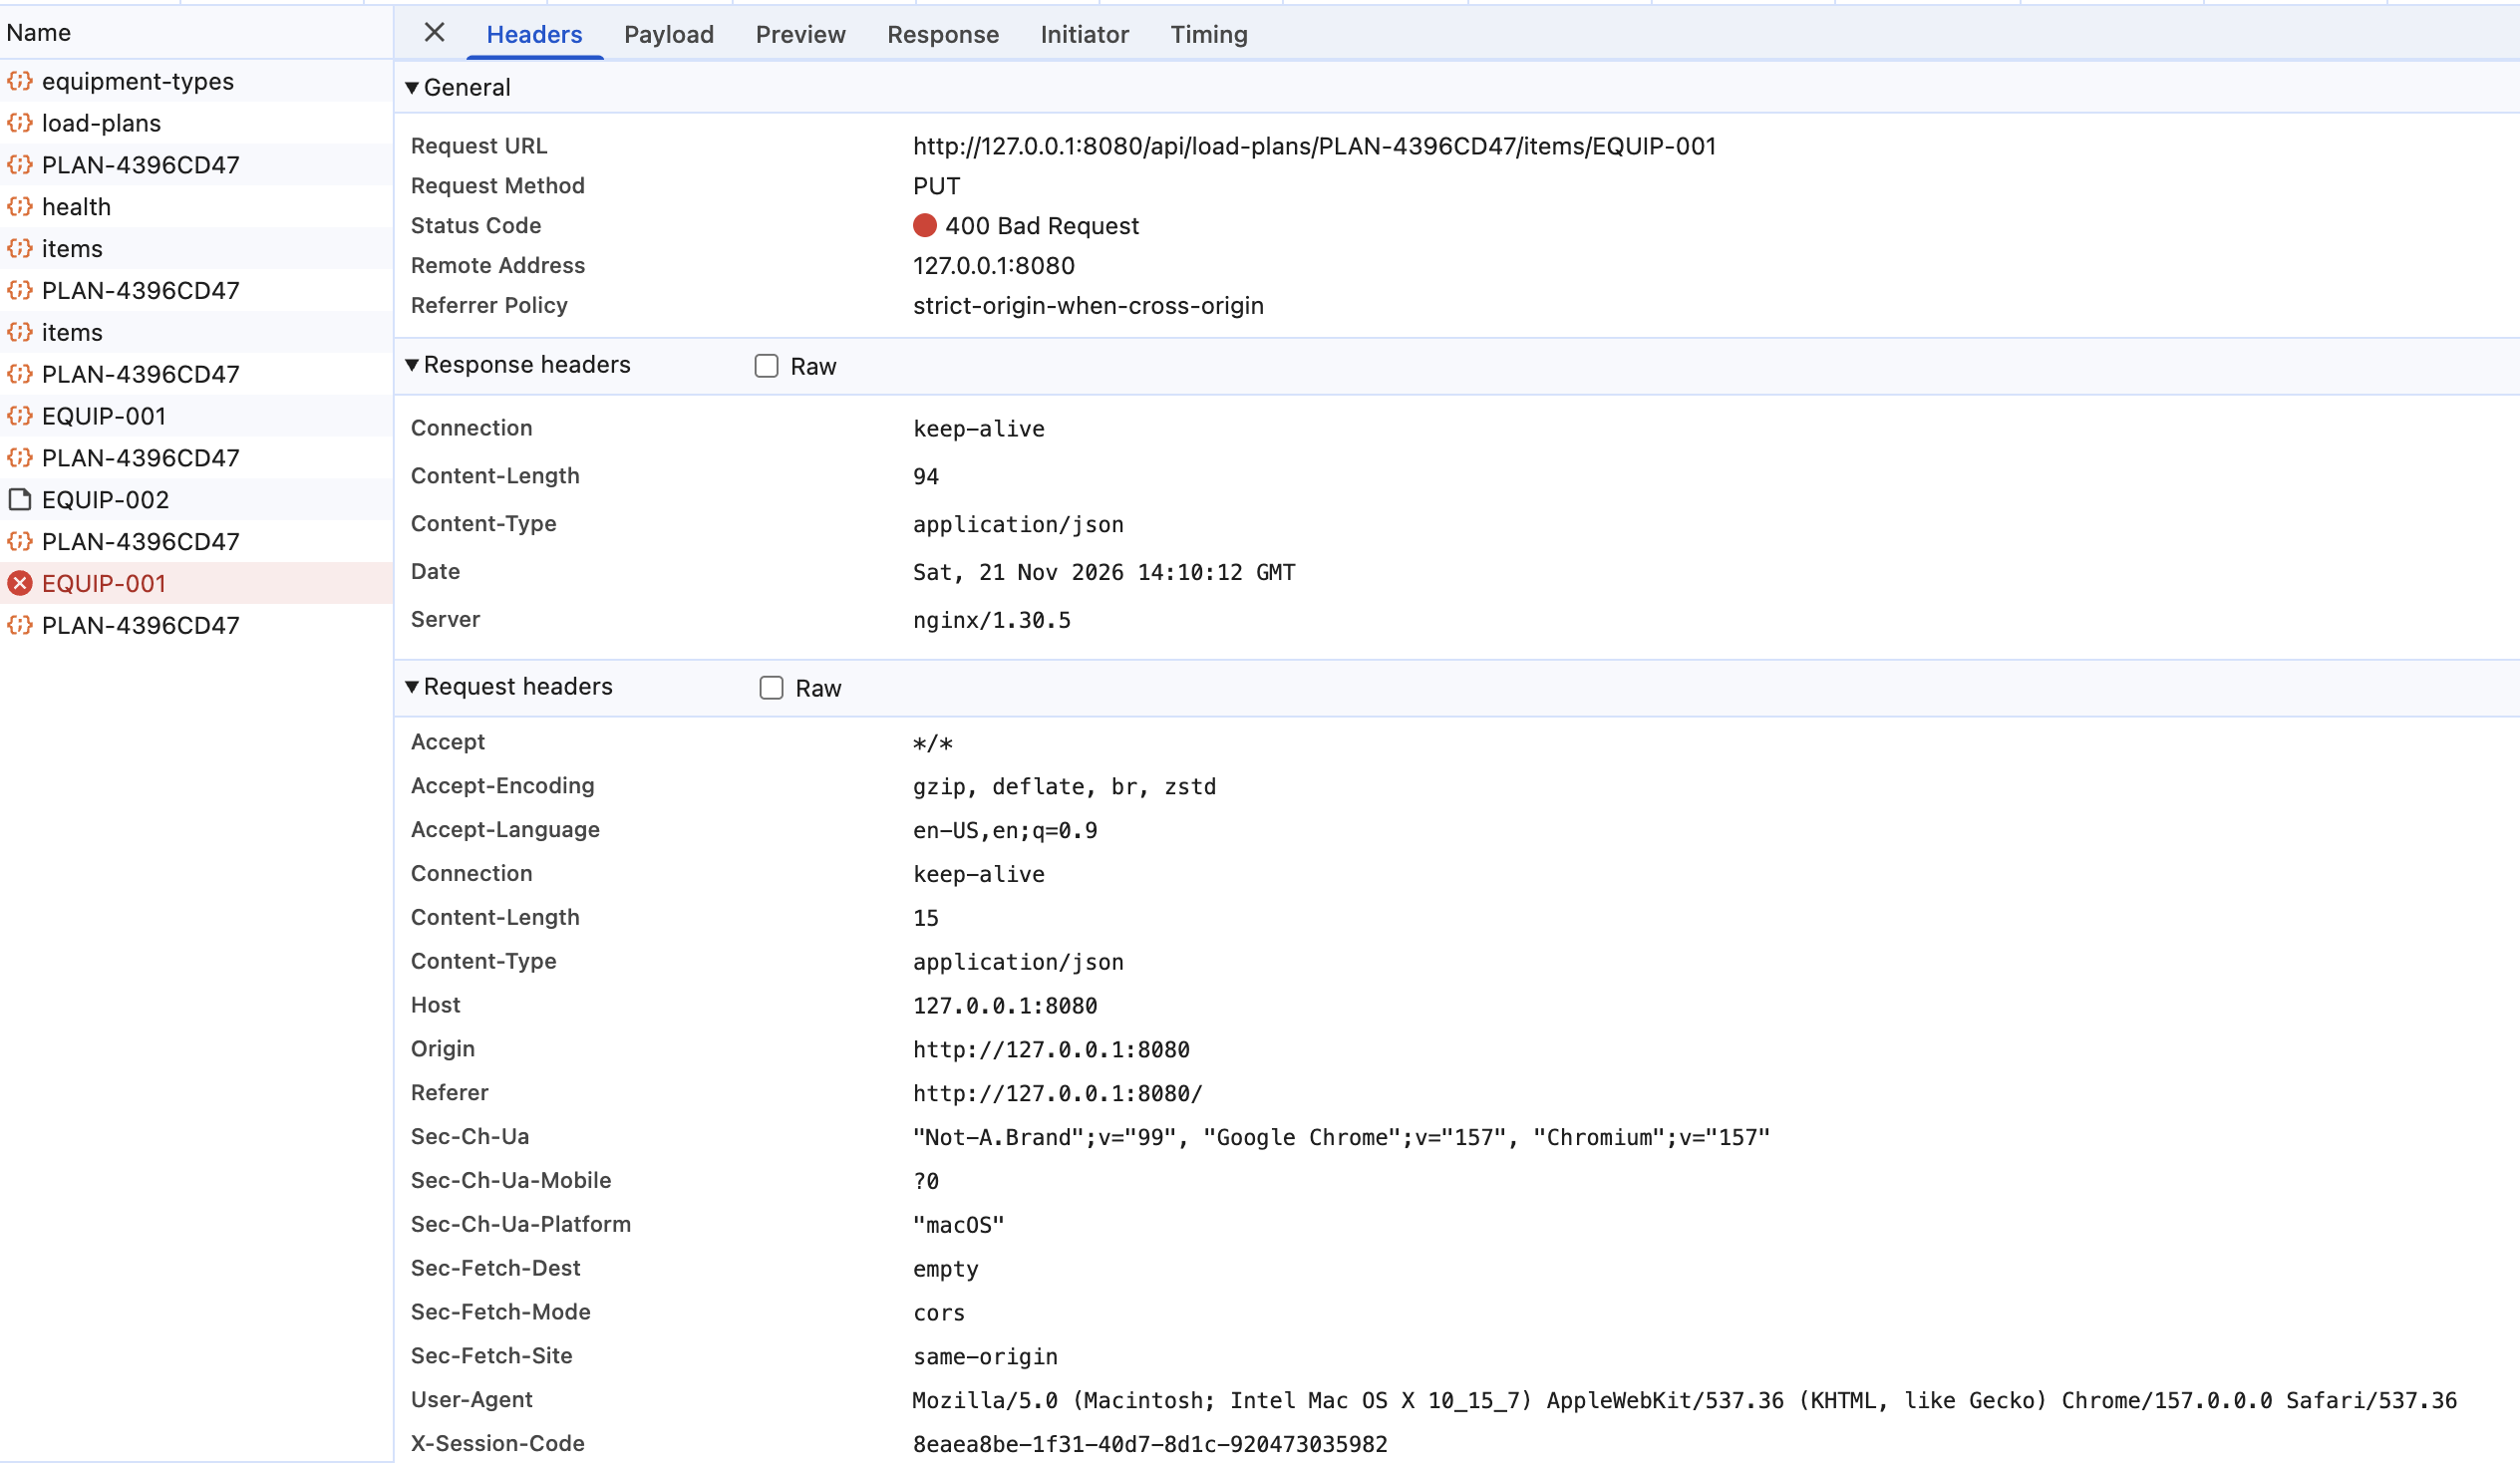 Name
equipment-types
load-plans
PLAN-4396CD47
health
items
PLAN-4396CD47
items
PLAN-4396CD47
EQUIP-001
PLAN-4396CD47
EQUIP-002
PLAN-4396CD47
EQUIP-001
PLAN-4396CD47
Headers Payload Preview Response Initiator Timing
General
Request URL http://127.0.0.1:8080/api/load-plans/PLAN-4396CD47/items/EQUIP-001
Request Method PUT
Status Code 400 Bad Request
Remote Address 127.0.0.1:8080
Referrer Policy strict-origin-when-cross-origin
Response headers Raw
Connection keep-alive
Content-Length 94
Content-Type application/json
Date Sat, 21 Nov 2026 14:10:12 GMT
Server nginx/1.30.5
Request headers Raw
Accept */*
Accept-Encoding gzip, deflate, br, zstd
Accept-Language en-US,en;q=0.9
Connection keep-alive
Content-Length 15
Content-Type application/json
Host 127.0.0.1:8080
Origin http://127.0.0.1:8080
Referer http://127.0.0.1:8080/
Sec-Ch-Ua "Not-A.Brand";v="99", "Google Chrome";v="157", "Chromium";v="157"
Sec-Ch-Ua-Mobile ?0
Sec-Ch-Ua-Platform "macOS"
Sec-Fetch-Dest empty
Sec-Fetch-Mode cors
Sec-Fetch-Site same-origin
User-Agent Mozilla/5.0 (Macintosh; Intel Mac OS X 10_15_7) AppleWebKit/537.36 (KHTML, like Gecko) Chrome/157.0.0.0 Safari/537.36
X-Session-Code 8eaea8be-1f31-40d7-8d1c-920473035982